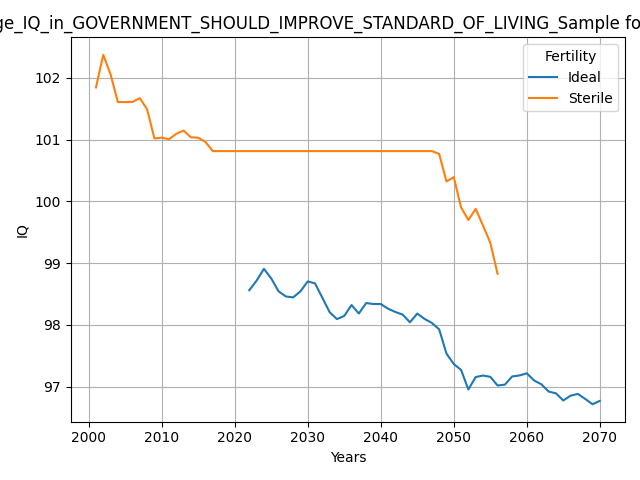 ge_IQ_in_GOVERNMENT_SHOULD_IMPROVE_STANDARD_OF_LIVING_Sample fo
Fertility
Ideal
Sterile
102
101
100
99
98
97
IQ
2000 2010 2020 2030 2040 2050 2060 2070
Years